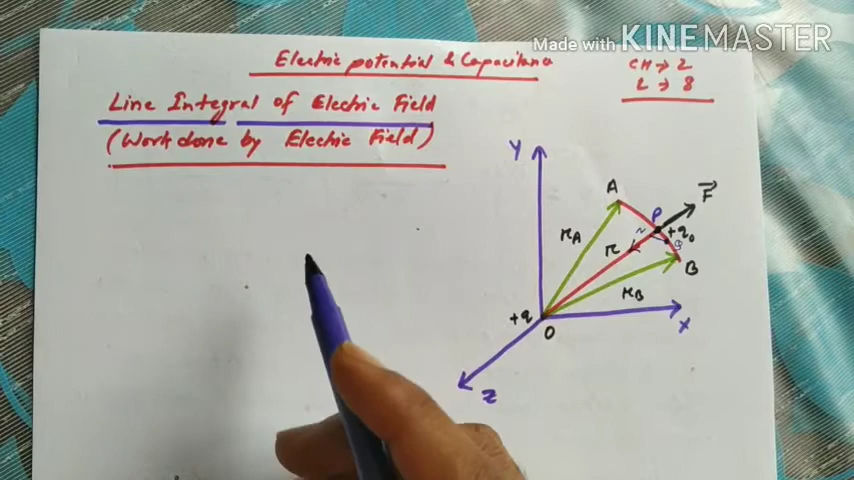 Made with KINEMASTER
Electric potential & Capacitance
CH → 2
L → 8
Line Integral of Electric Field
(Work done by Electric Field)
Y
A
F
P
+q0
rA
r
N
Q
B
rB
+q
O
X
Z